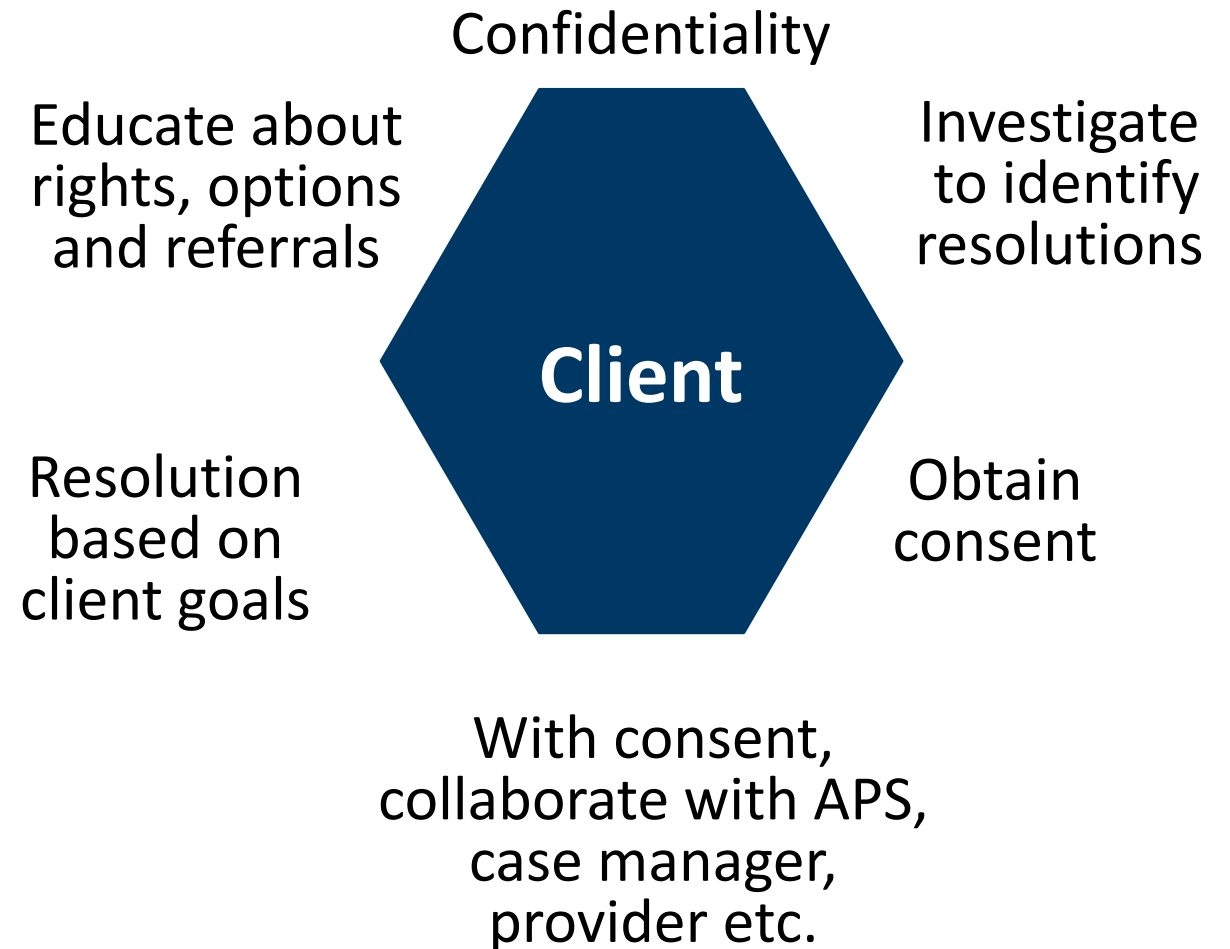 Confidentiality
Educate about
rights, options
and referrals
Investigate
to identify
resolutions
Client
Resolution
based on
client goals
Obtain
consent
With consent,
collaborate with APS,
case manager,
provider etc.